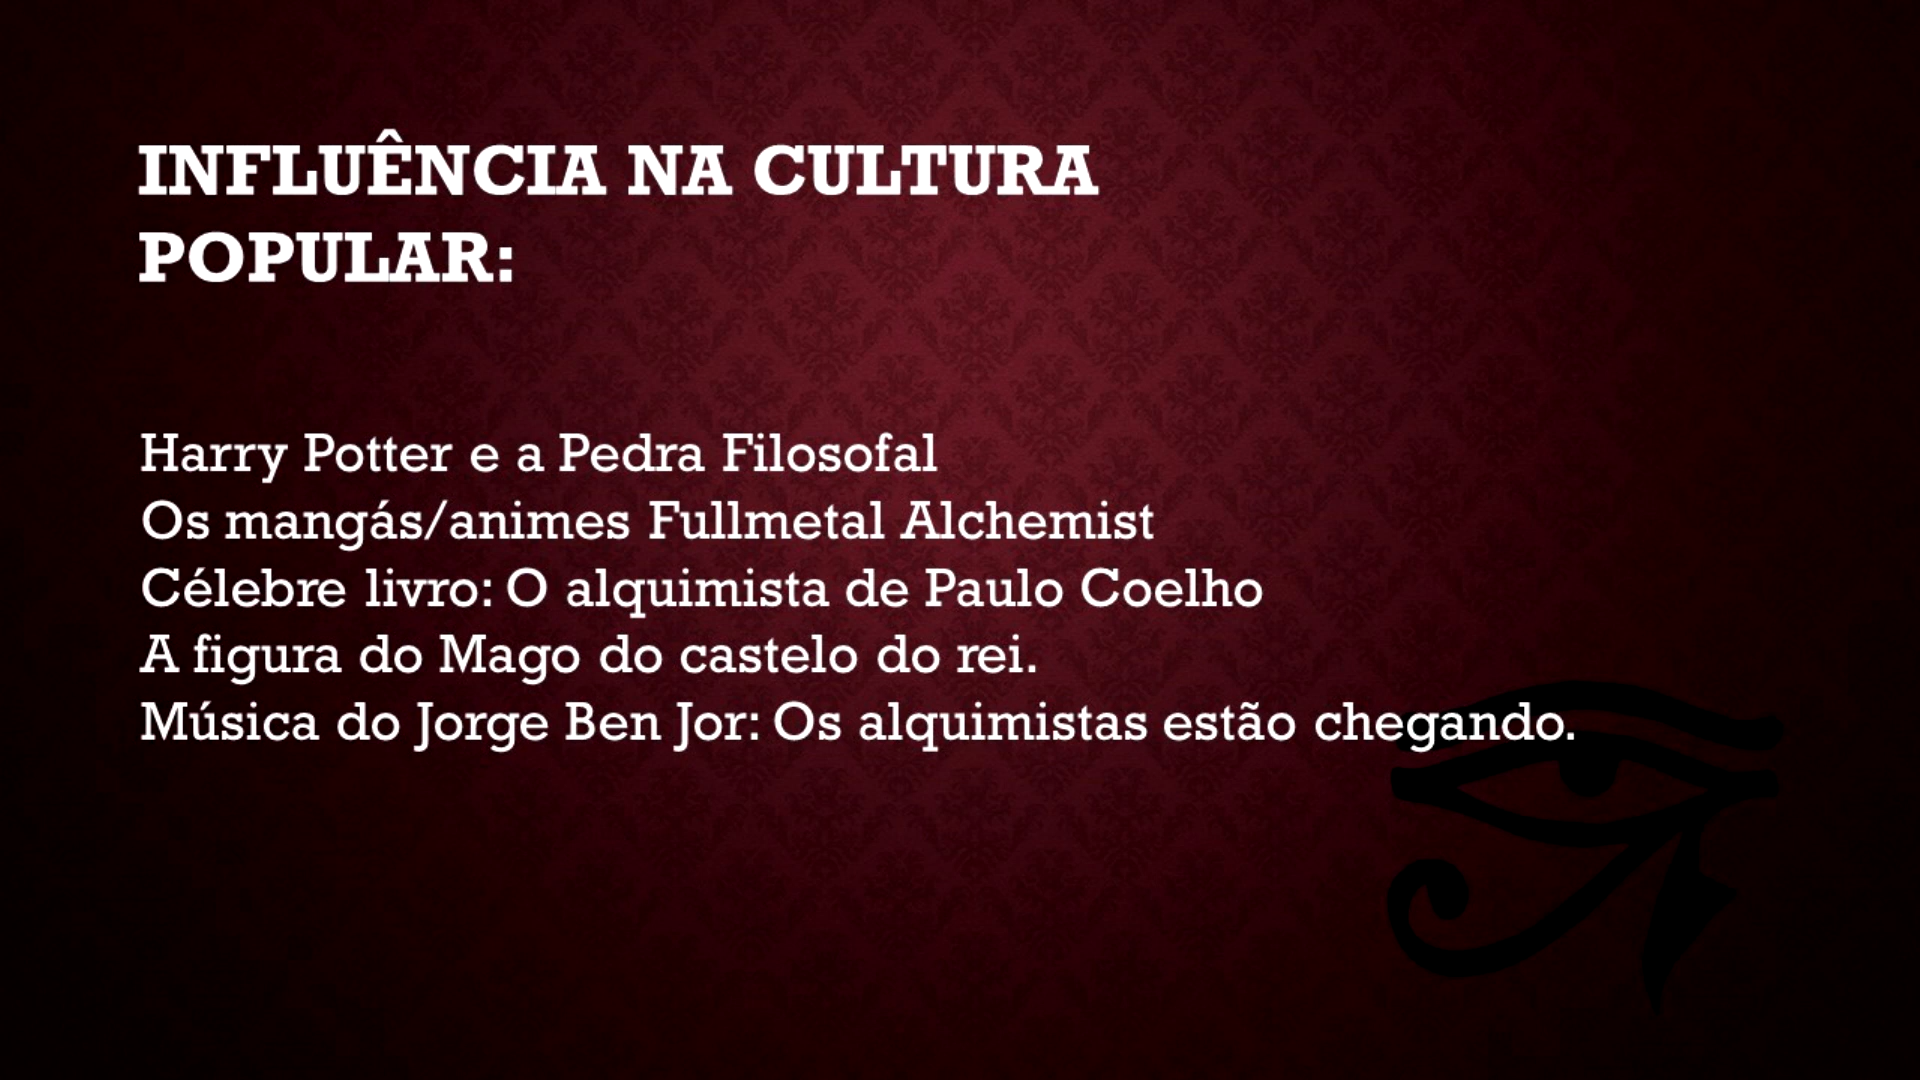 INFLUÊNCIA NA CULTURA
POPULAR:
Harry Potter e a Pedra Filosofal
Os mangás/animes Fullmetal Alchemist
Célebre livro: O alquimista de Paulo Coelho
A figura do Mago do castelo do rei.
Música do Jorge Ben Jor: Os alquimistas estão chegando.